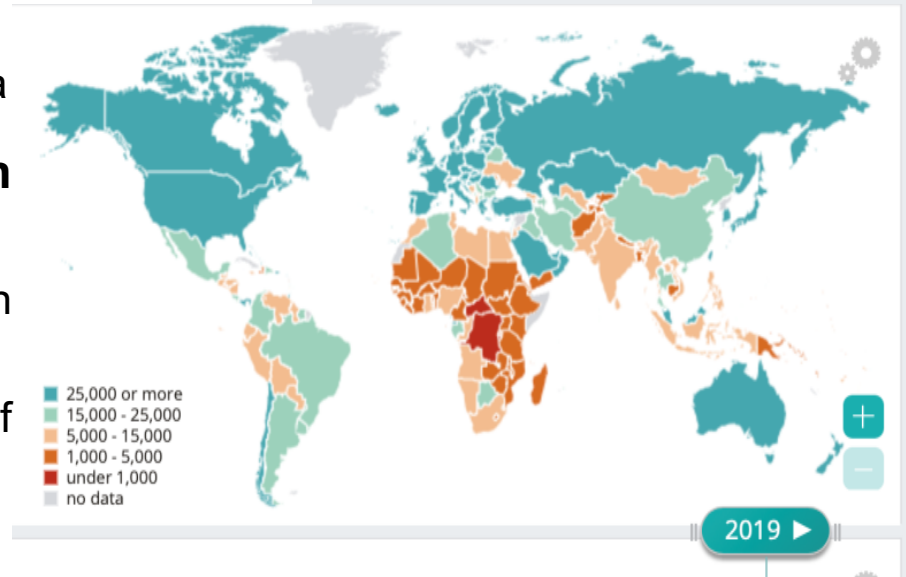 a
n
n
f
25,000 or more
15,000 - 25,000
5,000 - 15,000
1,000 - 5,000
under 1,000
no data
+
−
2019